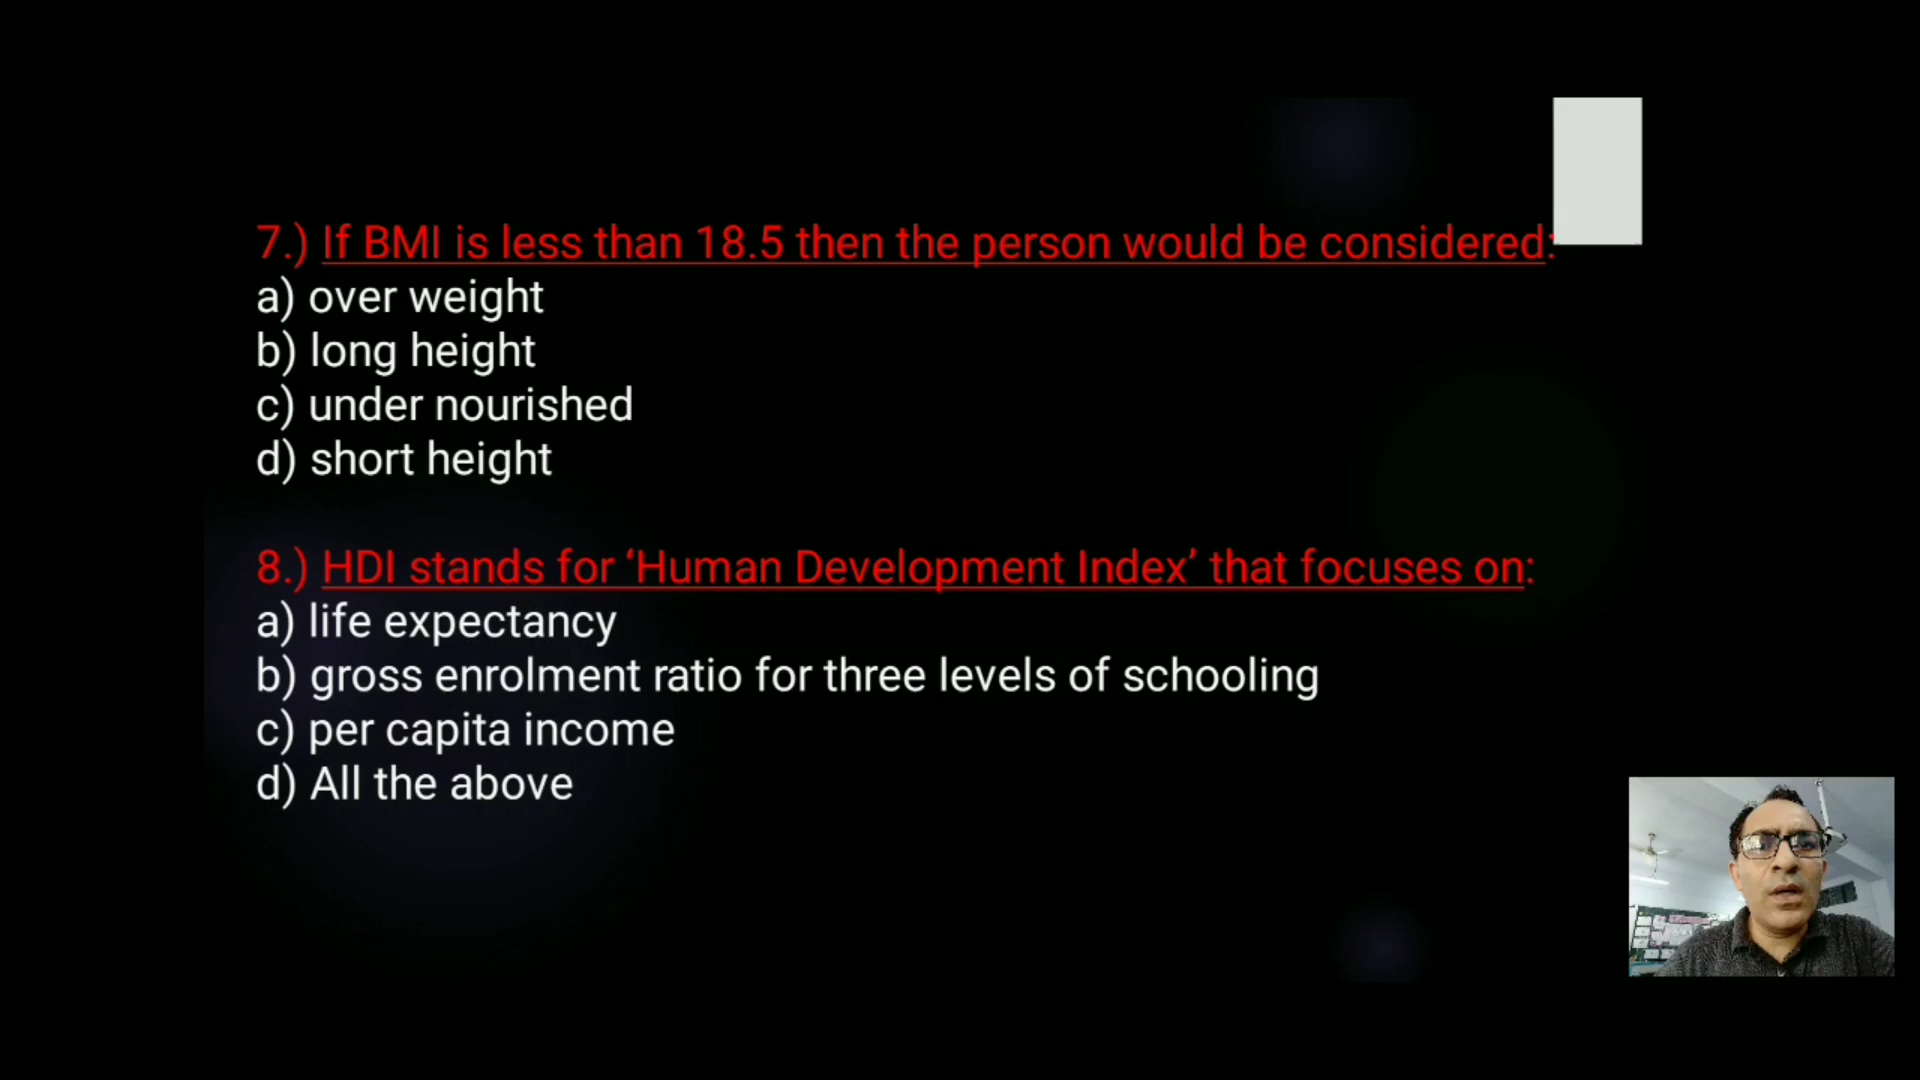 7.) If BMI is less than 18.5 then the person would be considered:
a) over weight
b) long height
c) under nourished
d) short height
8.) HDI stands for ‘Human Development Index’ that focuses on:
a) life expectancy
b) gross enrolment ratio for three levels of schooling
c) per capita income
d) All the above